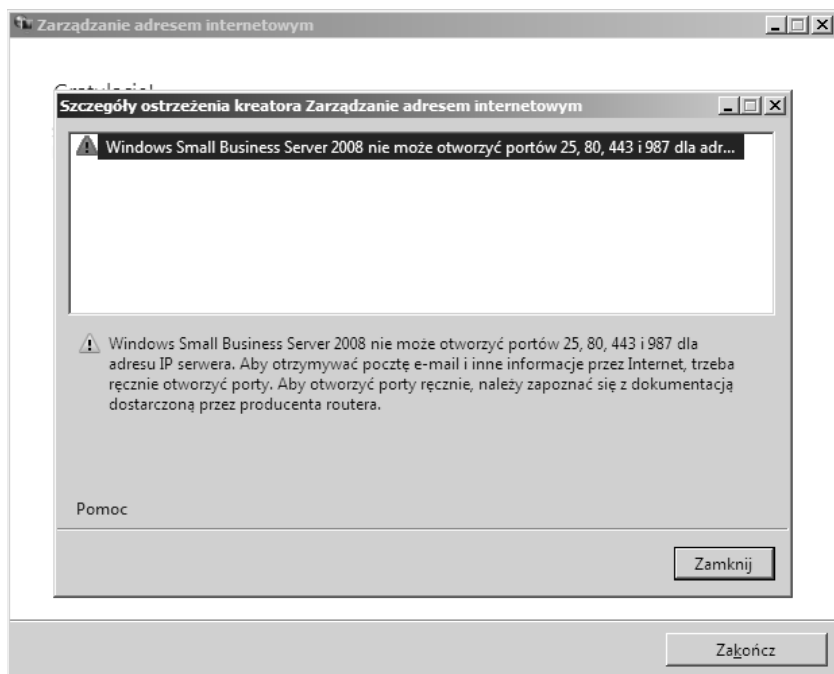 Zarządzanie adresem internetowym
Szczegóły ostrzeżenia kreatora Zarządzanie adresem internetowym
Windows Small Business Server 2008 nie może otworzyć portów 25, 80, 443 i 987 dla adr...
Windows Small Business Server 2008 nie może otworzyć portów 25, 80, 443 i 987 dla
adresu IP serwera. Aby otrzymywać pocztę e-mail i inne informacje przez Internet, trzeba
ręcznie otworzyć porty. Aby otworzyć porty ręcznie, należy zapoznać się z dokumentacją
dostarczoną przez producenta routera.
Pomoc
Zamknij
Zakończ